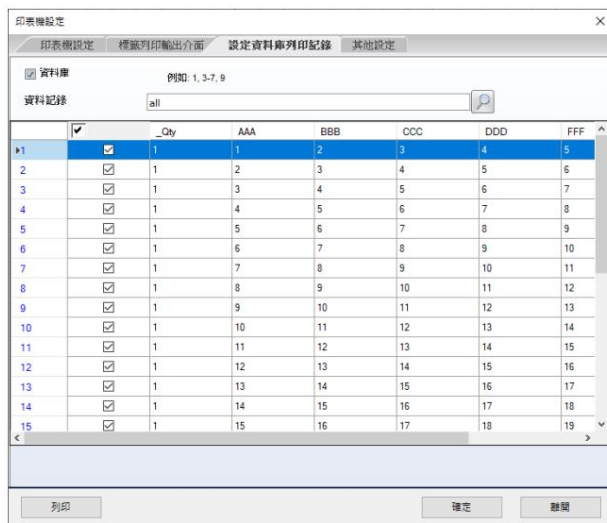 印表機設定
印表機設定 標籤列印輸出介面 設定資料庫列印記錄 其他設定
資料庫 例如: 1, 3-7, 9
資料記錄 all
_Qty AAA BBB CCC DDD FFF
1 1 1 2 3 4 5
2 1 2 3 4 5 6
3 1 3 4 5 6 7
4 1 4 5 6 7 8
5 1 5 6 7 8 9
6 1 6 7 8 9 10
7 1 7 8 9 10 11
8 1 8 9 10 11 12
9 1 9 10 11 12 13
10 1 10 11 12 13 14
11 1 11 12 13 14 15
12 1 12 13 14 15 16
13 1 13 14 15 16 17
14 1 14 15 16 17 18
15 1 15 16 17 18 19
列印 確定 離開